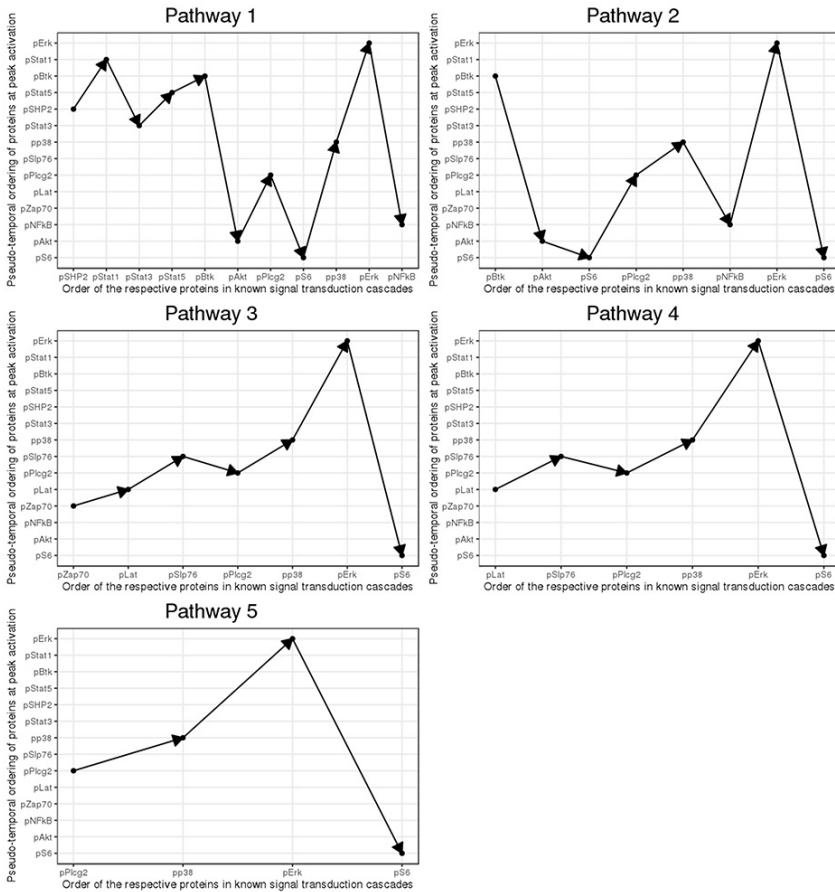 Pathway 1
Pseudo-temporal ordering of proteins at peak activation
pErk
pStat1
pBtk
pStat5
pSHP2
pStat3
pp38
pSlp76
pPlcg2
pLat
pZap70
pNFkB
pAkt
pS6
pSHP2 pStat1 pStat3 pStat5 pBtk pAkt pPlcg2 pS6 pp38 pErk pNFkB
Order of the respective proteins in known signal transduction cascades
Pathway 2
Pseudo-temporal ordering of proteins at peak activation
pErk
pStat1
pBtk
pStat5
pSHP2
pStat3
pp38
pSlp76
pPlcg2
pLat
pZap70
pNFkB
pAkt
pS6
pBtk pAkt pS6 pPlcg2 pp38 pNFkB pErk pS6
Order of the respective proteins in known signal transduction cascades
Pathway 3
Pseudo-temporal ordering of proteins at peak activation
pErk
pStat1
pBtk
pStat5
pSHP2
pStat3
pp38
pSlp76
pPlcg2
pLat
pZap70
pNFkB
pAkt
pS6
pZap70 pLat pSlp76 pPlcg2 pp38 pErk pS6
Order of the respective proteins in known signal transduction cascades
Pathway 4
Pseudo-temporal ordering of proteins at peak activation
pErk
pStat1
pBtk
pStat5
pSHP2
pStat3
pp38
pSlp76
pPlcg2
pLat
pZap70
pNFkB
pAkt
pS6
pLat pSlp76 pPlcg2 pp38 pErk pS6
Order of the respective proteins in known signal transduction cascades
Pathway 5
Pseudo-temporal ordering of proteins at peak activation
pErk
pStat1
pBtk
pStat5
pSHP2
pStat3
pp38
pSlp76
pPlcg2
pLat
pZap70
pNFkB
pAkt
pS6
pPlcg2 pp38 pErk pS6
Order of the respective proteins in known signal transduction cascades